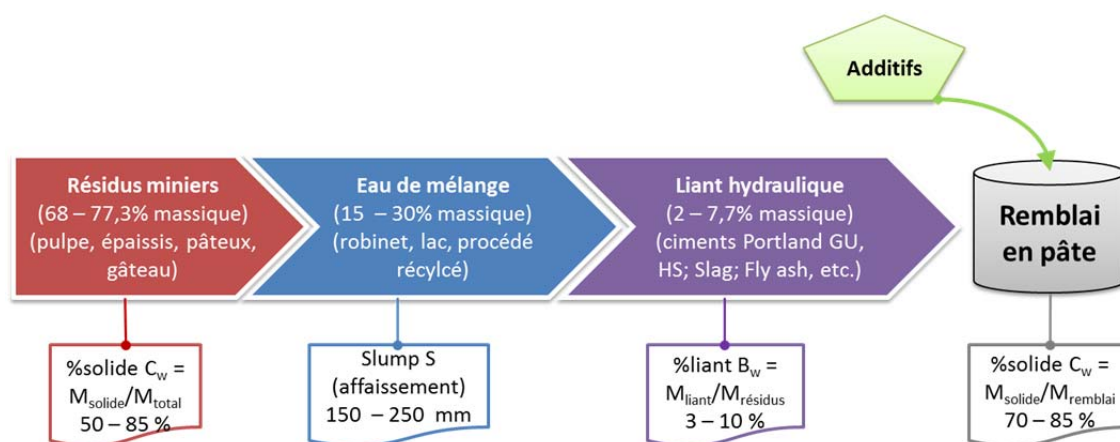 Additifs
Résidus miniers
(68 – 77,3% massique)
(pulpe, épaissis, pâteux,
gâteau)
Eau de mélange
(15 – 30% massique)
(robinet, lac, procédé
récylcé)
Liant hydraulique
(2 – 7,7% massique)
(ciments Portland GU,
HS; Slag; Fly ash, etc.)
Remblai
en pâte
%solide Cw =
Msolide/Mtotal
50 – 85 %
Slump S
(affaissement)
150 – 250 mm
%liant Bw =
Mliant/Mrésidus
3 – 10 %
%solide Cw =
Msolide/Mremblai
70 – 85 %